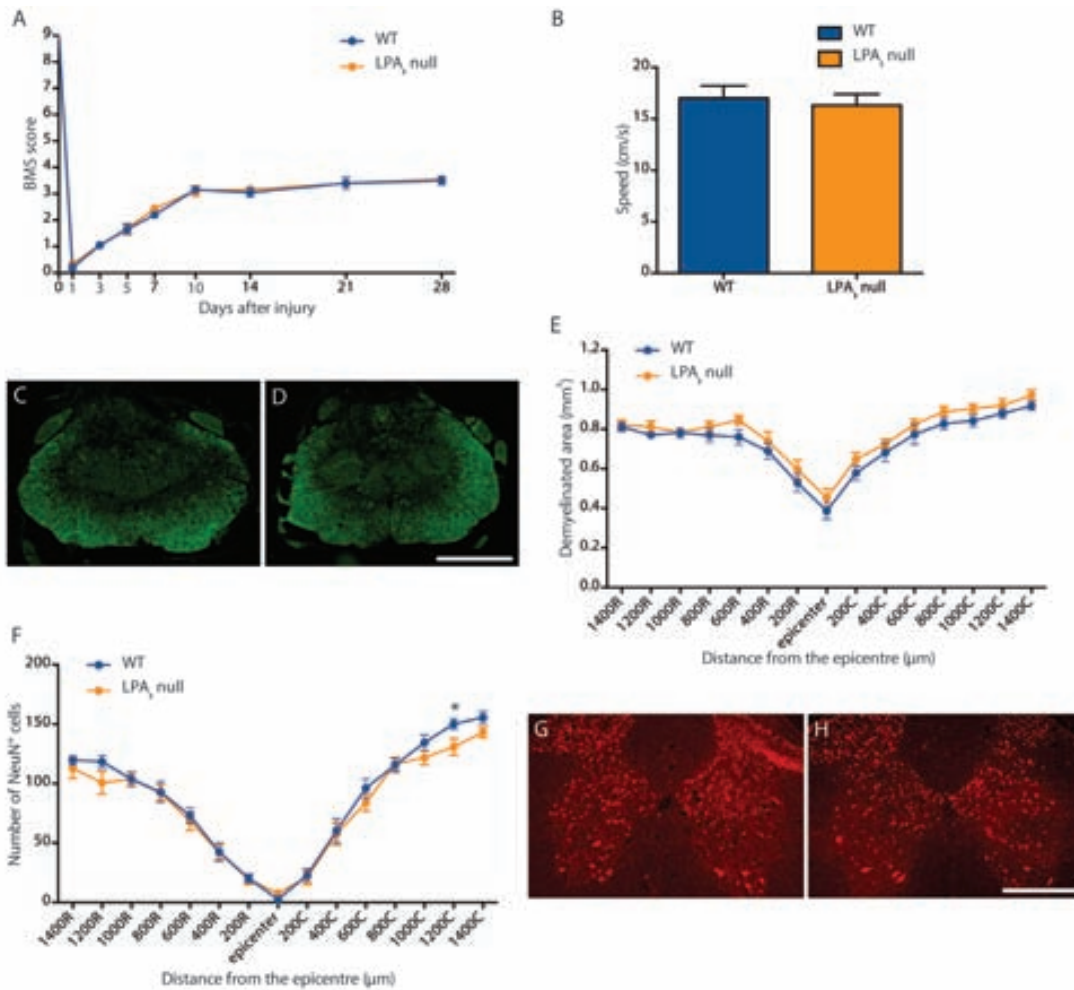 A
BMS score
9
8
7
6
5
4
3
2
1
0
0 1 3 5 7 10 14 21 28
Days after injury
WT
LPA null
B
WT
LPA null
Speed (cm/s)
20
15
10
5
0
WT
LPA null
C
D
E
WT
LPA null
Demyelinated area (mm²)
1.2
1.0
0.8
0.6
0.4
0.2
0.0
1400R 1200R 1000R 800R 600R 400R 200R epicenter 200C 400C 600C 800C 1000C 1200C 1400C
Distance from the epicentre (µm)
F
WT
LPA null
Number of NeuN⁺ cells
200
150
100
50
0
*
1400R 1200R 1000R 800R 600R 400R 200R epicenter 200C 400C 600C 800C 1000C 1200C 1400C
Distance from the epicentre (µm)
G
H